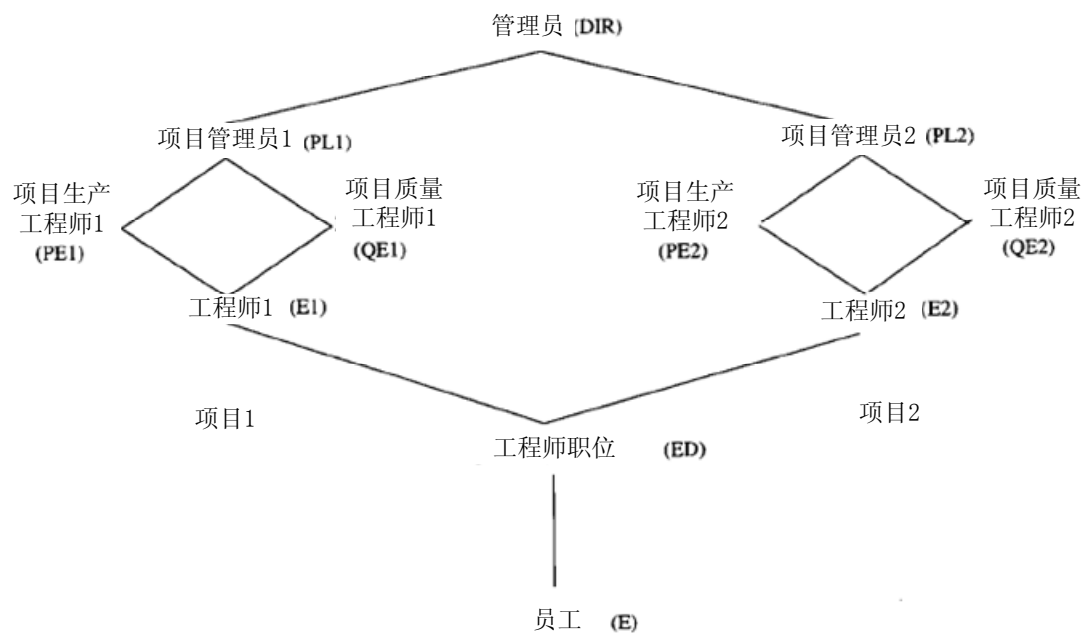 管理员 (DIR)
项目管理员1 (PL1)
项目管理员2 (PL2)
项目生产
工程师1
(PE1)
项目质量
工程师1
(QE1)
项目生产
工程师2
(PE2)
项目质量
工程师2
(QE2)
工程师1 (E1)
工程师2 (E2)
项目1
项目2
工程师职位 (ED)
员工 (E)